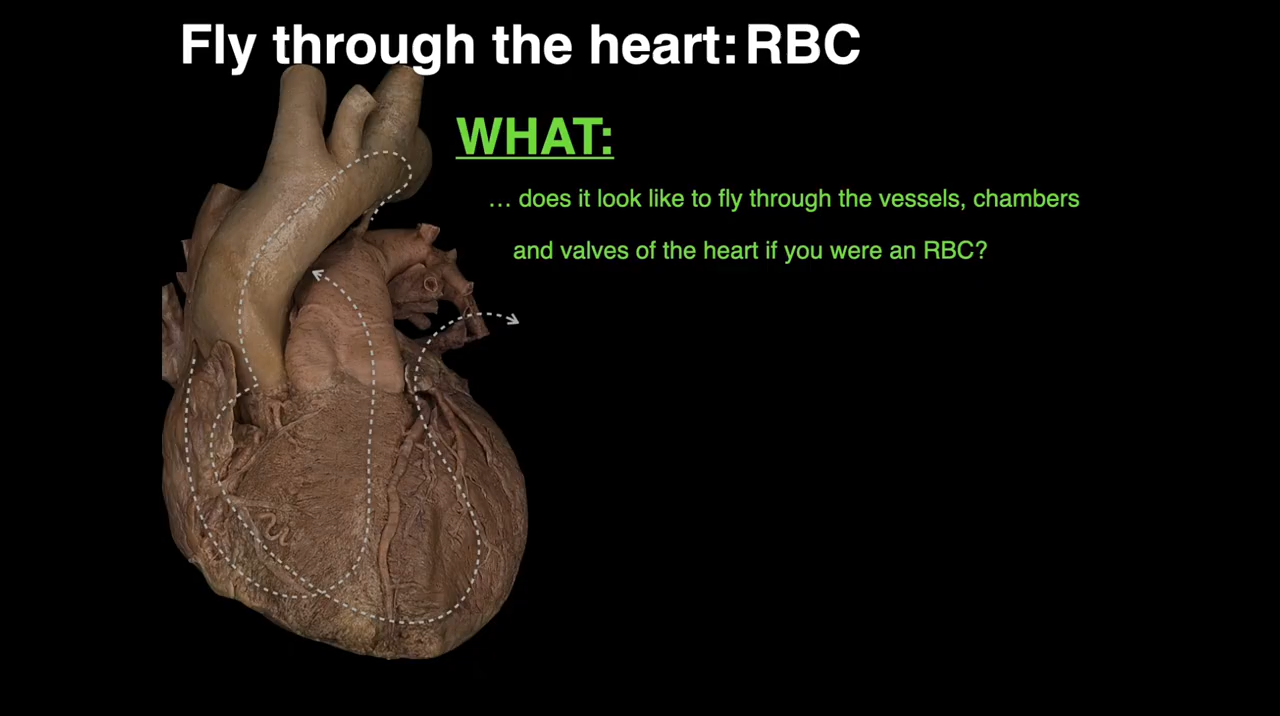 Fly through the heart: RBC
WHAT:
... does it look like to fly through the vessels, chambers
and valves of the heart if you were an RBC?